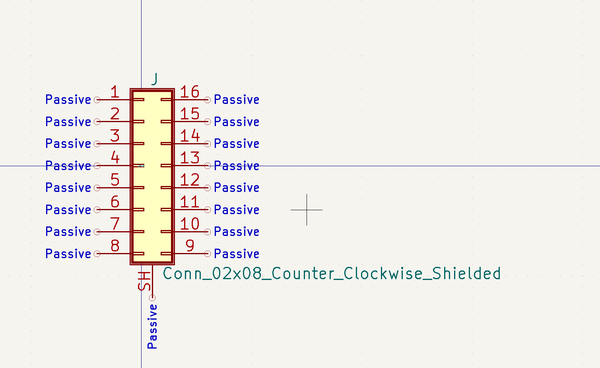 J
Passive 1 16 Passive
Passive 2 15 Passive
Passive 3 14 Passive
Passive 4 13 Passive
Passive 5 12 Passive
Passive 6 11 Passive
Passive 7 10 Passive
Passive 8 9 Passive
Conn_02x08_Counter_Clockwise_Shielded
SH
Passive